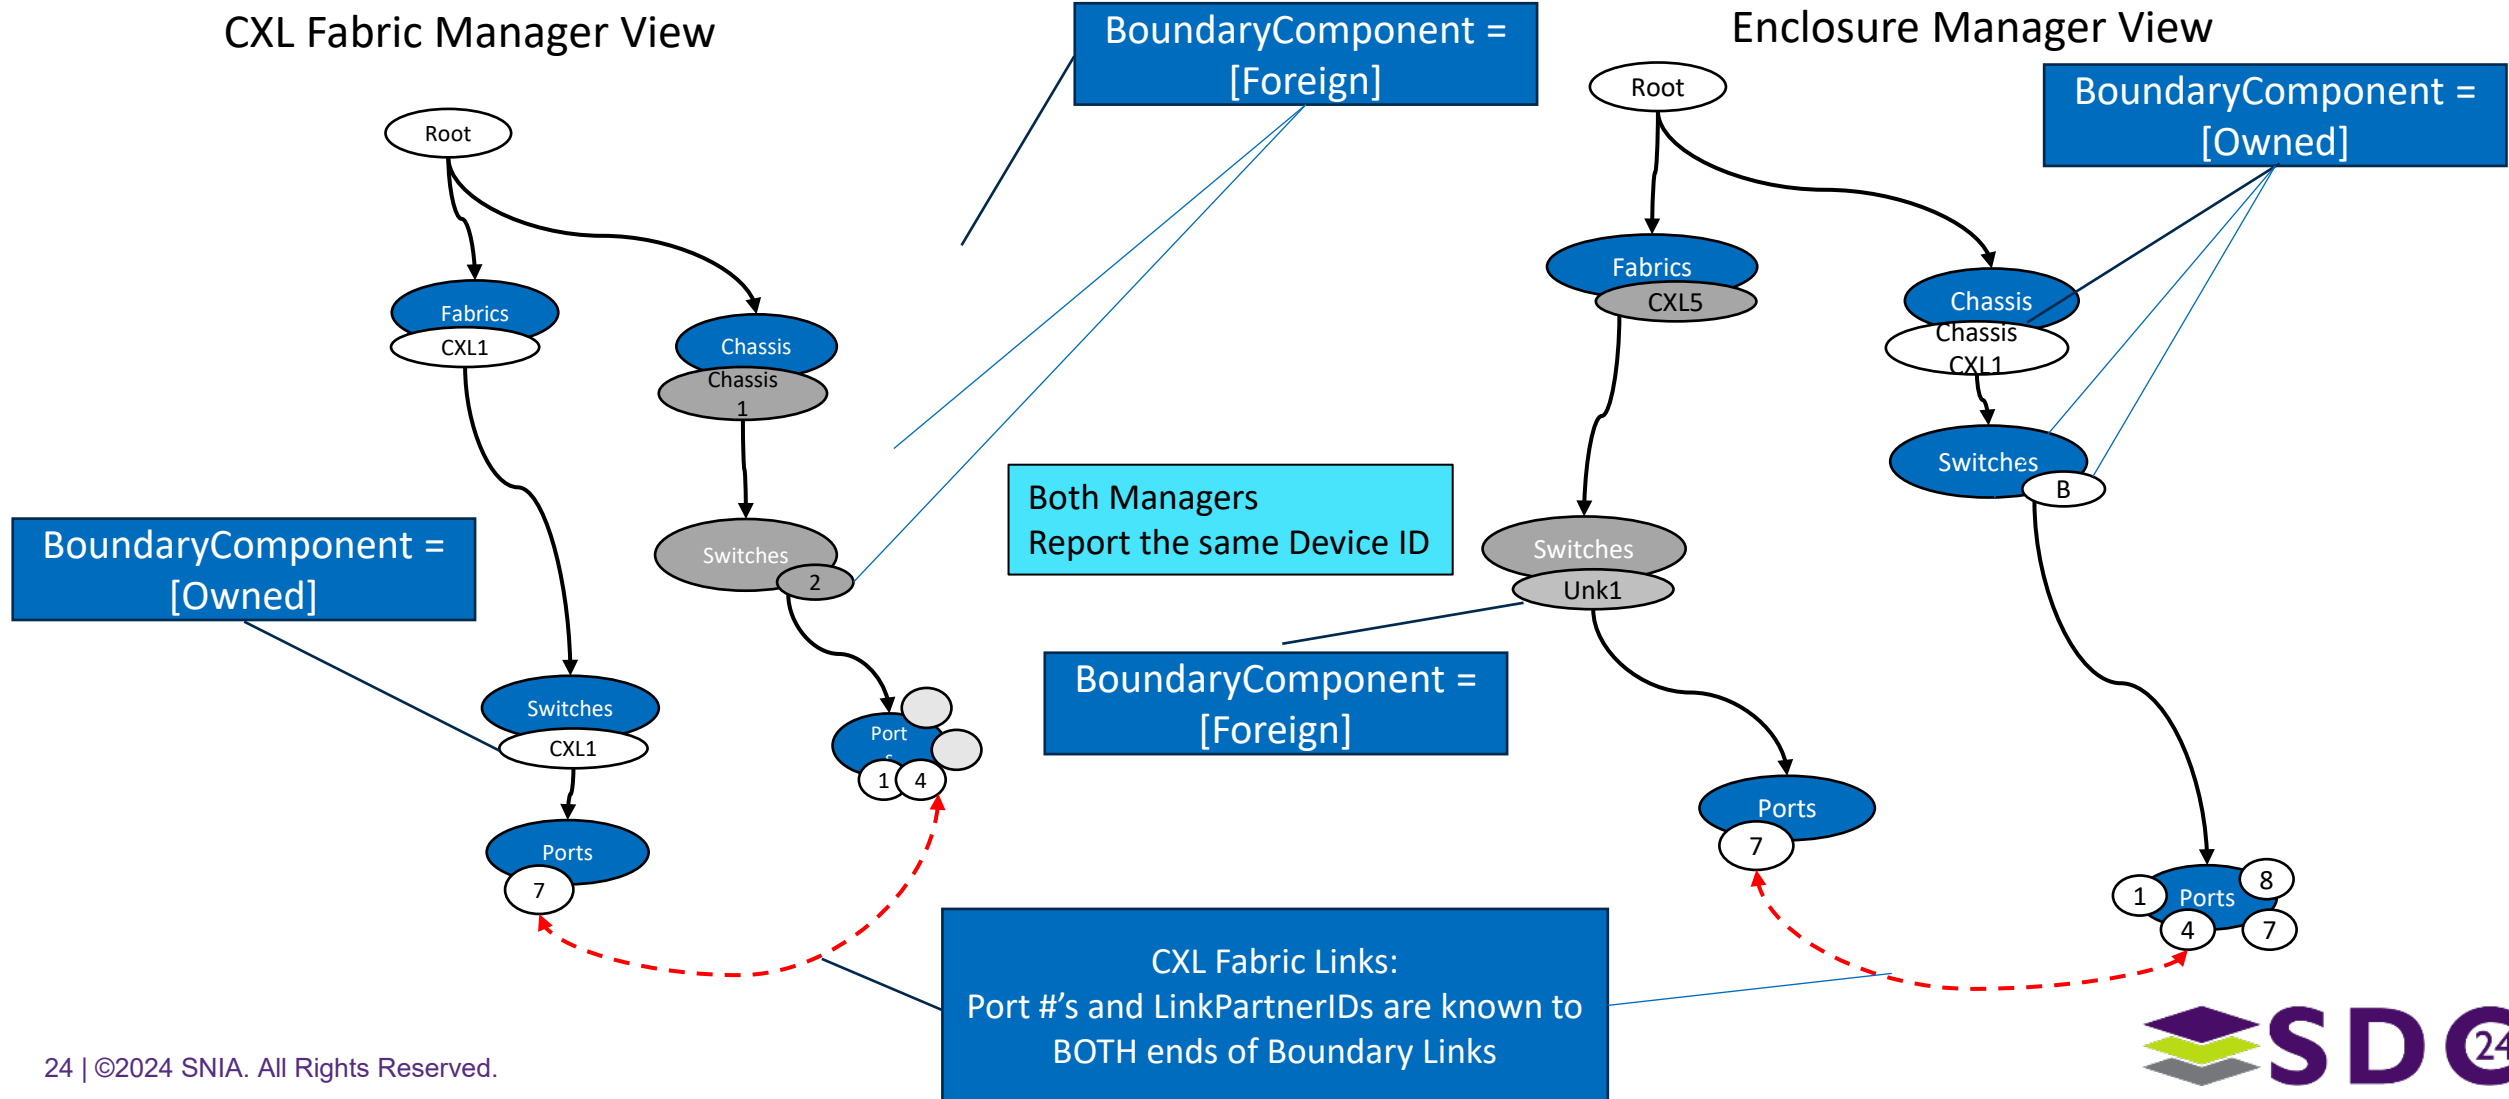 CXL Fabric Manager View
BoundaryComponent =
[Foreign]
Enclosure Manager View
BoundaryComponent =
[Owned]
Root
Fabrics
CXL1
Chassis
Chassis
1
Switches
2
BoundaryComponent =
[Owned]
Switches
CXL1
Port
s
1
4
Ports
7
Both Managers
Report the same Device ID
Root
Fabrics
CXL5
Chassis
Chassis
CXL1
Switches
B
Switches
Unk1
BoundaryComponent =
[Foreign]
Ports
7
1
Ports
8
4
7
CXL Fabric Links:
Port #'s and LinkPartnerIDs are known to
BOTH ends of Boundary Links
24 | ©2024 SNIA. All Rights Reserved.
SDC 24